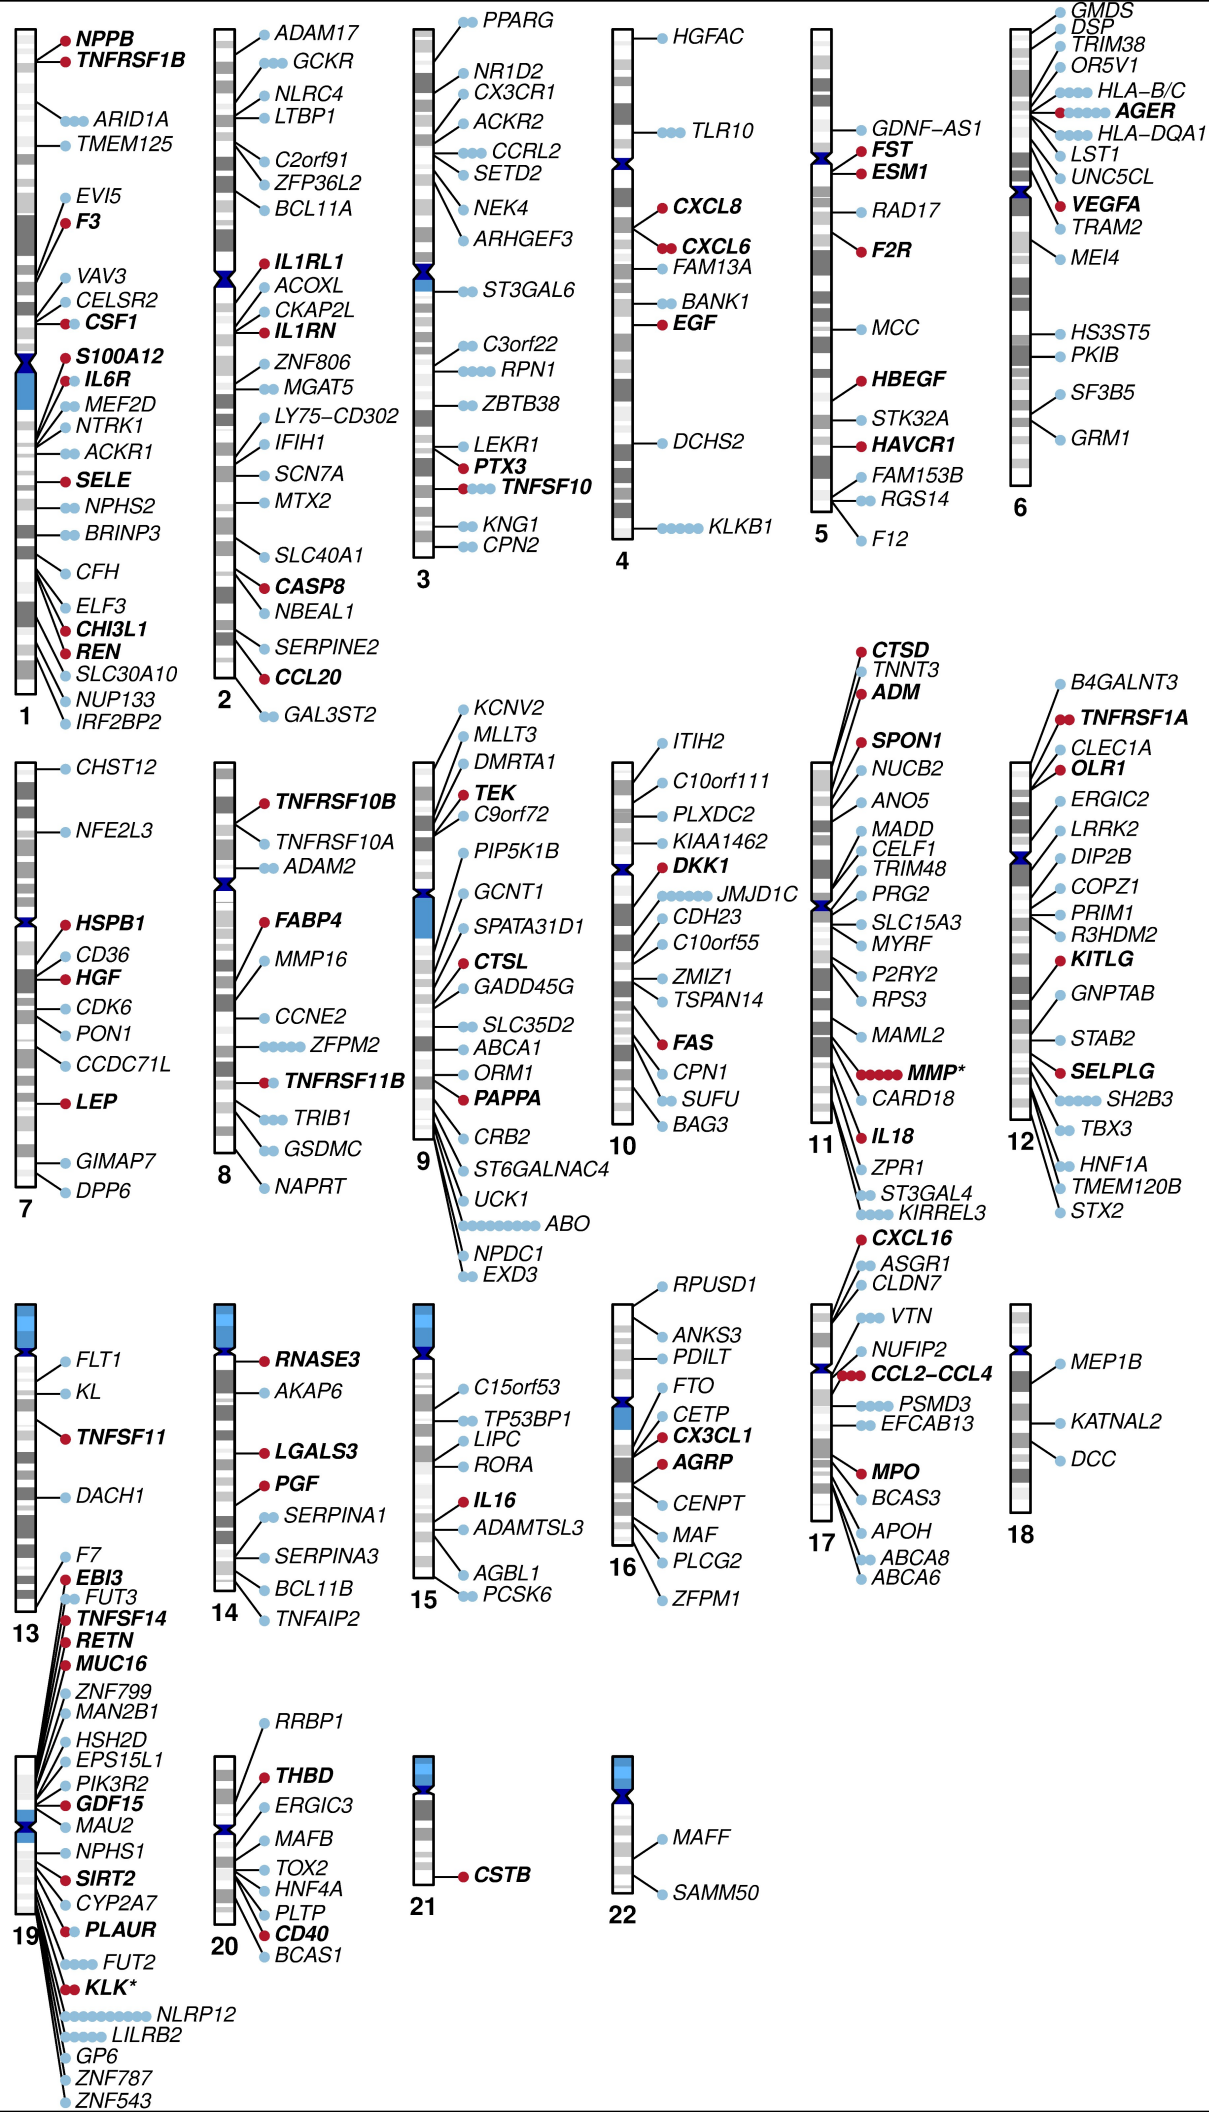 NPPB
TNFRSF1B
ARID1A
TMEM125
EVI5
F3
VAV3
CELSR2
CSF1
S100A12
IL6R
MEF2D
NTRK1
ACKR1
SELE
NPHS2
BRINP3
CFH
ELF3
CHI3L1
REN
SLC30A10
NUP133
IRF2BP2
1
ADAM17
GCKR
NLRC4
LTBP1
C2orf91
ZFP36L2
BCL11A
IL1RL1
ACOXL
CKAP2L
IL1RN
ZNF806
MGAT5
LY75−CD302
IFIH1
SCN7A
MTX2
SLC40A1
CASP8
NBEAL1
SERPINE2
CCL20
GAL3ST2
2
PPARG
NR1D2
CX3CR1
ACKR2
CCRL2
SETD2
NEK4
ARHGEF3
ST3GAL6
C3orf22
RPN1
ZBTB38
LEKR1
PTX3
TNFSF10
KNG1
CPN2
3
HGFAC
TLR10
CXCL8
CXCL6
FAM13A
BANK1
EGF
DCHS2
KLKB1
4
GDNF−AS1
FST
ESM1
RAD17
F2R
MCC
HBEGF
STK32A
HAVCR1
FAM153B
RGS14
F12
5
GMDS
DSP
TRIM38
OR5V1
HLA−B/C
AGER
HLA−DQA1
LST1
UNC5CL
VEGFA
TRAM2
MEI4
HS3ST5
PKIB
SF3B5
GRM1
6
CHST12
NFE2L3
HSPB1
CD36
HGF
CDK6
PON1
CCDC71L
LEP
GIMAP7
DPP6
7
TNFRSF10B
TNFRSF10A
ADAM2
FABP4
MMP16
CCNE2
ZFPM2
TNFRSF11B
TRIB1
GSDMC
NAPRT
8
KCNV2
MLLT3
DMRTA1
TEK
C9orf72
PIP5K1B
GCNT1
SPATA31D1
CTSL
GADD45G
SLC35D2
ABCA1
ORM1
PAPPA
CRB2
ST6GALNAC4
UCK1
ABO
NPDC1
EXD3
9
ITIH2
C10orf111
PLXDC2
KIAA1462
DKK1
JMJD1C
CDH23
C10orf55
ZMIZ1
TSPAN14
FAS
CPN1
SUFU
BAG3
10
CTSD
TNNT3
ADM
SPON1
NUCB2
ANO5
MADD
CELF1
TRIM48
PRG2
SLC15A3
MYRF
P2RY2
RPS3
MAML2
MMP*
CARD18
IL18
ZPR1
ST3GAL4
KIRREL3
11
B4GALNT3
TNFRSF1A
CLEC1A
OLR1
ERGIC2
LRRK2
DIP2B
COPZ1
PRIM1
R3HDM2
KITLG
GNPTAB
STAB2
SELPLG
SH2B3
TBX3
HNF1A
TMEM120B
STX2
12
FLT1
KL
TNFSF11
DACH1
F7
13
RNASE3
AKAP6
LGALS3
PGF
SERPINA1
SERPINA3
BCL11B
TNFAIP2
14
C15orf53
TP53BP1
LIPC
RORA
IL16
ADAMTSL3
AGBL1
PCSK6
15
RPUSD1
ANKS3
PDILT
FTO
CETP
CX3CL1
AGRP
CENPT
MAF
PLCG2
ZFPM1
16
CXCL16
ASGR1
CLDN7
VTN
NUFIP2
CCL2−CCL4
PSMD3
EFCAB13
MPO
BCAS3
APOH
ABCA8
ABCA6
17
MEP1B
KATNAL2
DCC
18
EBI3
FUT3
TNFSF14
RETN
MUC16
ZNF799
MAN2B1
HSH2D
EPS15L1
PIK3R2
GDF15
MAU2
NPHS1
SIRT2
CYP2A7
PLAUR
FUT2
KLK*
NLRP12
LILRB2
GP6
ZNF787
ZNF543
19
RRBP1
THBD
ERGIC3
MAFB
TOX2
HNF4A
PLTP
CD40
BCAS1
20
CSTB
21
MAFF
SAMM50
22